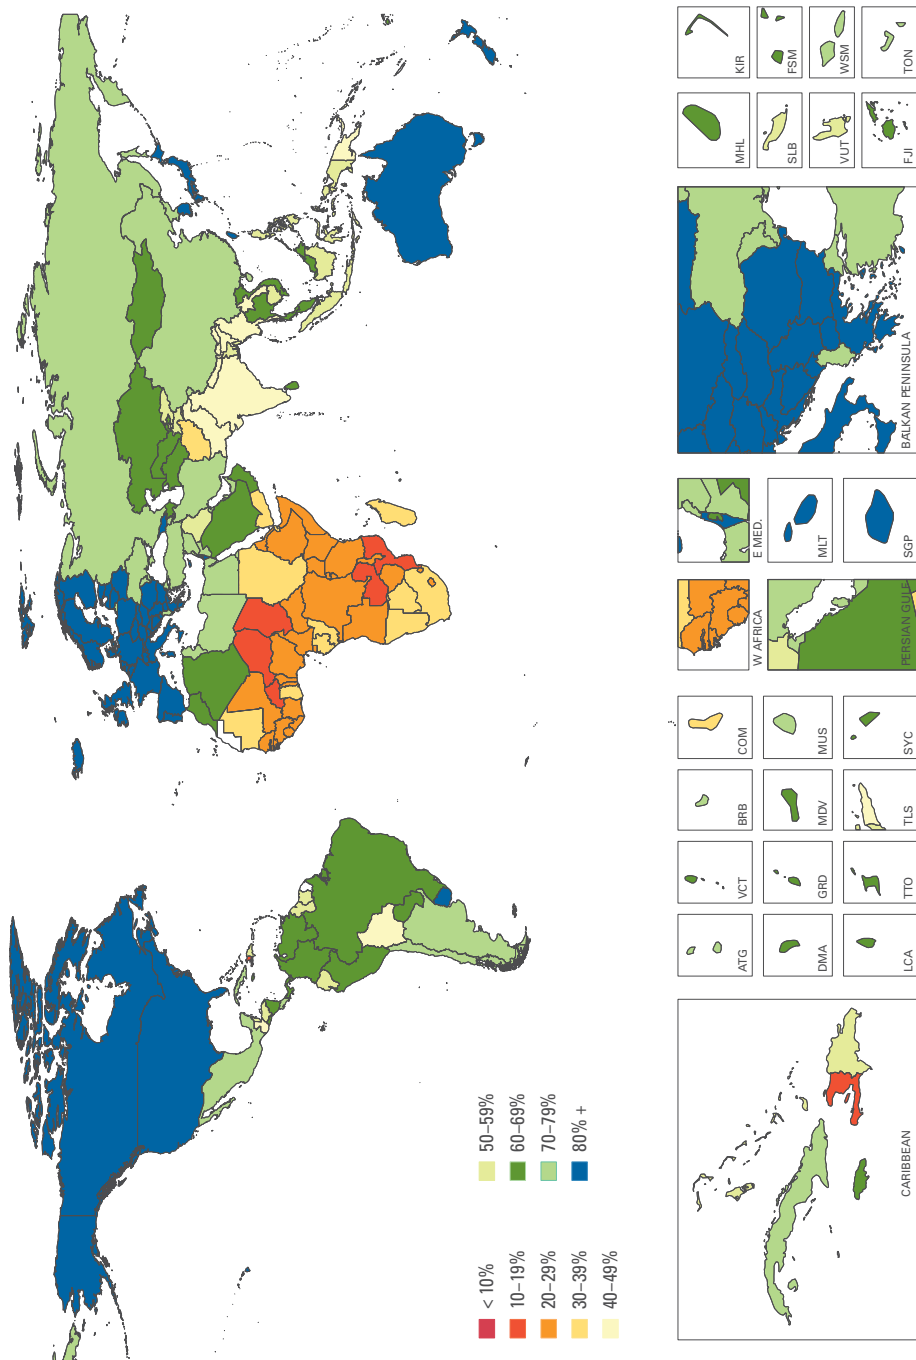 < 10%
10–19%
20–29%
30–39%
40–49%
50–59%
60–69%
70–79%
80% +
CARIBBEAN
ATG
VCT
BRB
COM
DMA
GRD
MDV
MUS
LCA
TTO
TLS
SYC
W AFRICA
E MED.
PERSIAN GULF
MLT
SGP
BALKAN PENINSULA
MHL
KIR
SLB
FSM
VUT
WSM
FJI
TON